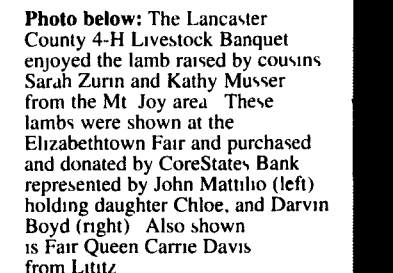 Photo below: The Lancaster
County 4-H Livestock Banquet
enjoyed the lamb raised by cousins
Sarah Zurin and Kathy Musser
from the Mt Joy area These
lambs were shown at the
Elizabethtown Fair and purchased
and donated by CoreStates Bank
represented by John Mattilio (left)
holding daughter Chloe, and Darvin
Boyd (right) Also shown
is Fair Queen Carrie Davis
from Lititz